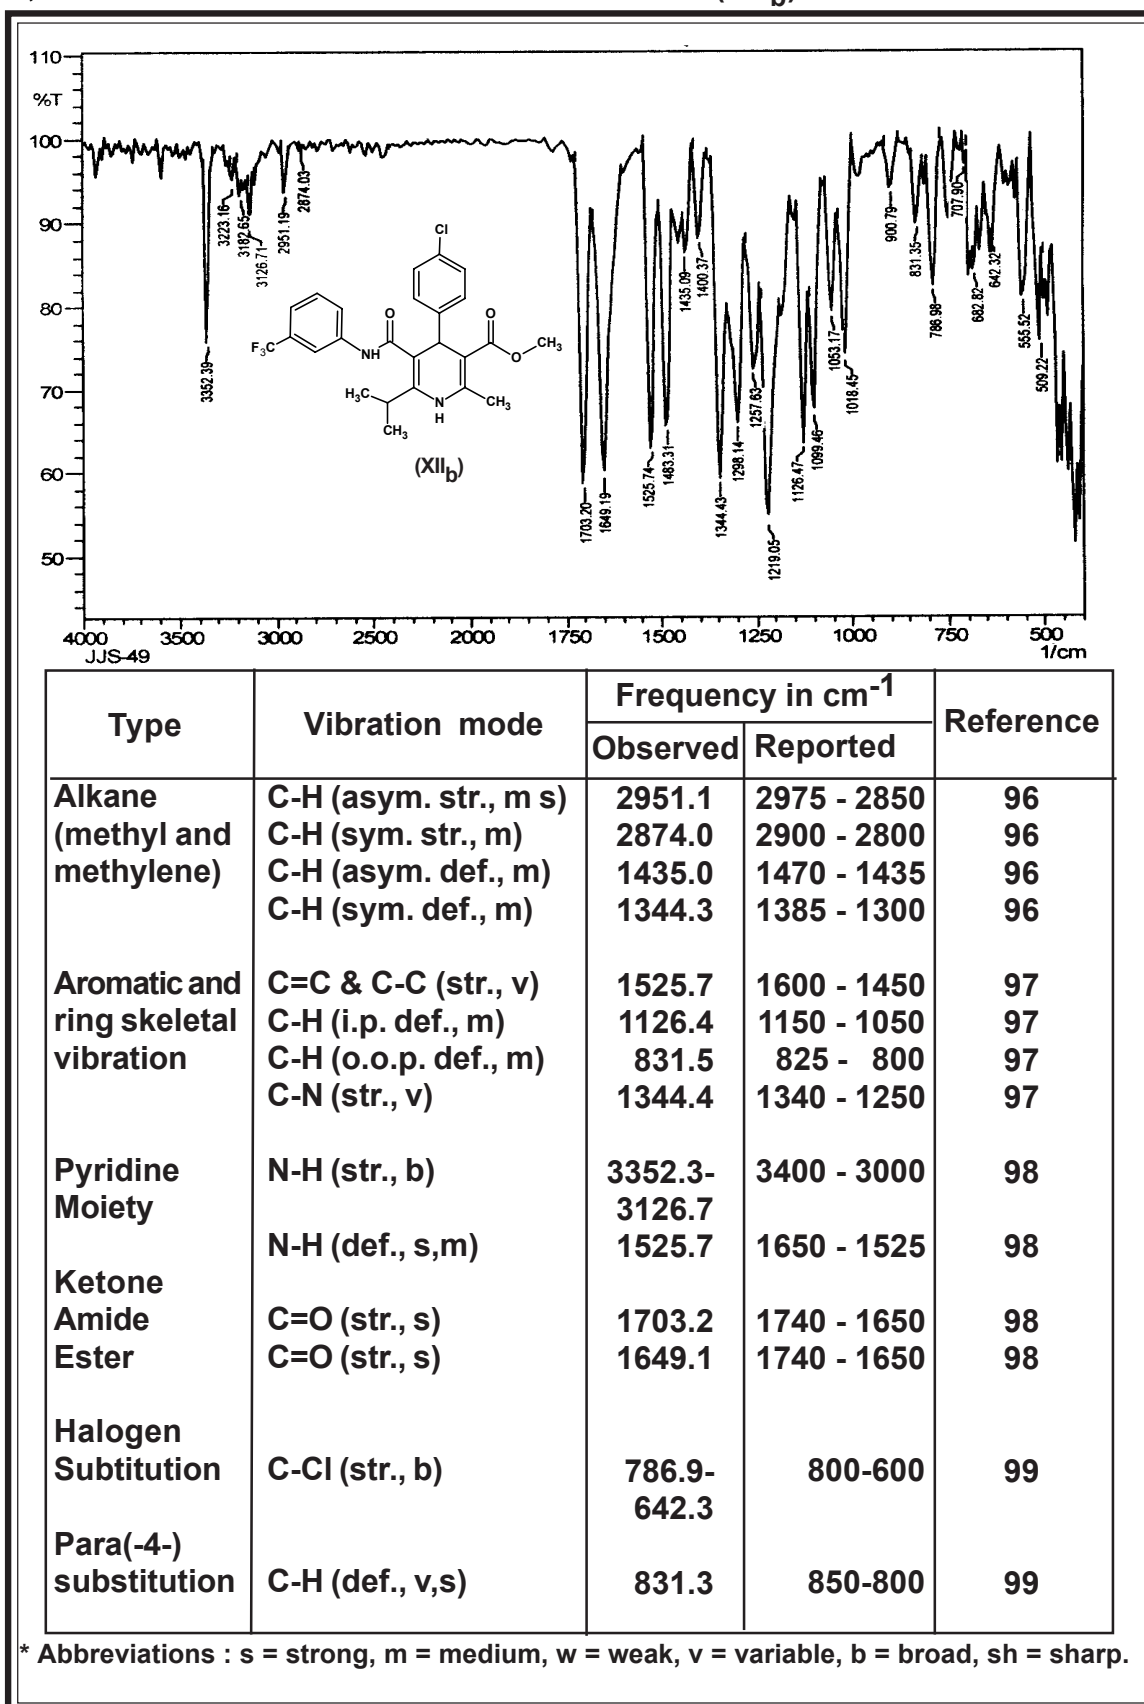 110
%T
100
90
80
70
60
50
3352.39
3223.16
3182.65
3126.71
2951.19
2874.03
1703.20
1649.19
1525.74
1483.31
1435.09
1400.37
1344.43
1298.14
1257.63
1219.05
1126.47
1099.46
1053.17
1018.45
900.79
831.35
786.98
707.90
682.82
642.32
555.52
509.22
Cl
O
O
F3C
NH
O
CH3
H3C
N
H
CH3
CH3
(XIIb)
4000 3500 3000 2500 2000 1750 1500 1250 1000 750 500
JJS-49 1/cm
Type Vibration mode Frequency in cm-1 Reference
Observed Reported
Alkane C-H (asym. str., m s) 2951.1 2975 - 2850 96
(methyl and C-H (sym. str., m) 2874.0 2900 - 2800 96
methylene) C-H (asym. def., m) 1435.0 1470 - 1435 96
C-H (sym. def., m) 1344.3 1385 - 1300 96
Aromatic and C=C & C-C (str., v) 1525.7 1600 - 1450 97
ring skeletal C-H (i.p. def., m) 1126.4 1150 - 1050 97
vibration C-H (o.o.p. def., m) 831.5 825 - 800 97
C-N (str., v) 1344.4 1340 - 1250 97
Pyridine N-H (str., b) 3352.3- 3400 - 3000 98
Moiety 3126.7
N-H (def., s,m) 1525.7 1650 - 1525 98
Ketone
Amide C=O (str., s) 1703.2 1740 - 1650 98
Ester C=O (str., s) 1649.1 1740 - 1650 98
Halogen
Subtitution C-Cl (str., b) 786.9- 800-600 99
642.3
Para(-4-)
substitution C-H (def., v,s) 831.3 850-800 99
* Abbreviations : s = strong, m = medium, w = weak, v = variable, b = broad, sh = sharp.